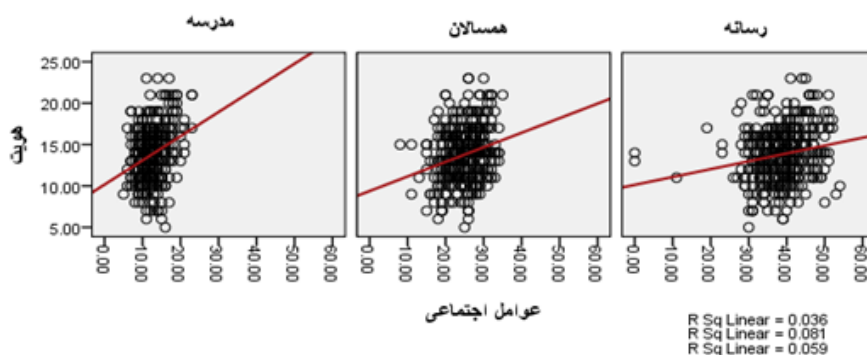 مدرسه
همسالان
رسانه
هویت
25.00
20.00
15.00
10.00
5.00
0.00 10.00 20.00 30.00 40.00 50.00 60.00
0.00 10.00 20.00 30.00 40.00 50.00 60.00
0.00 10.00 20.00 30.00 40.00 50.00 60.00
عوامل اجتماعی
R Sq Linear = 0.036
R Sq Linear = 0.081
R Sq Linear = 0.059